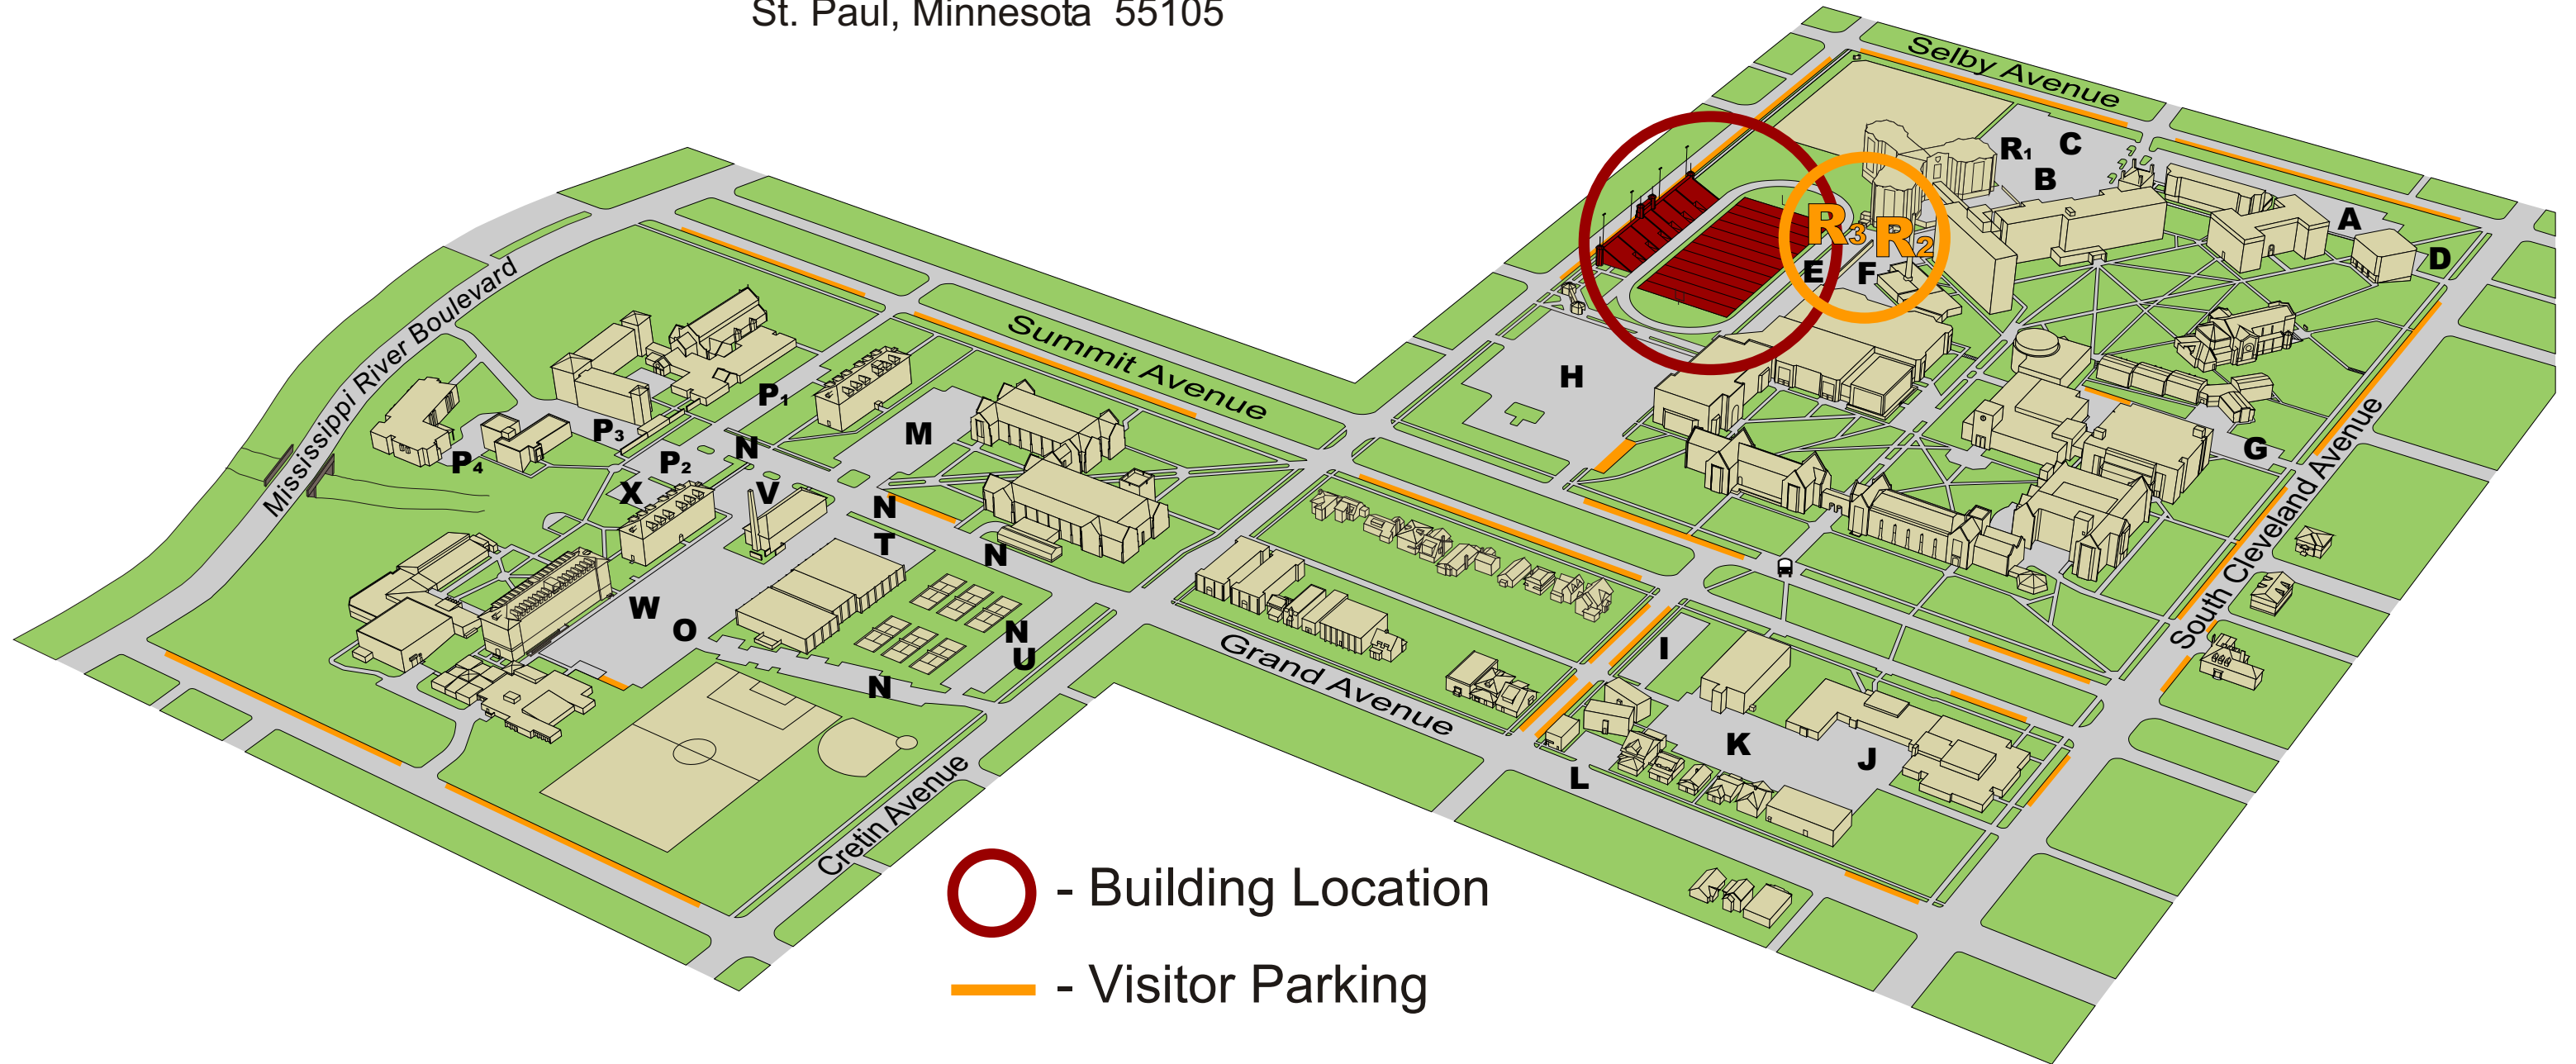 St. Paul, Minnesota 55105
Selby Avenue
R1
C
B
A
D
R3
R2
E
F
Mississippi River Boulevard
Summit Avenue
H
P1
M
P3
N
P4
P2
X
V
N
T
N
G
South Cleveland Avenue
W
O
N
U
N
Grand Avenue
I
K
J
L
Cretin Avenue
- Building Location
- Visitor Parking